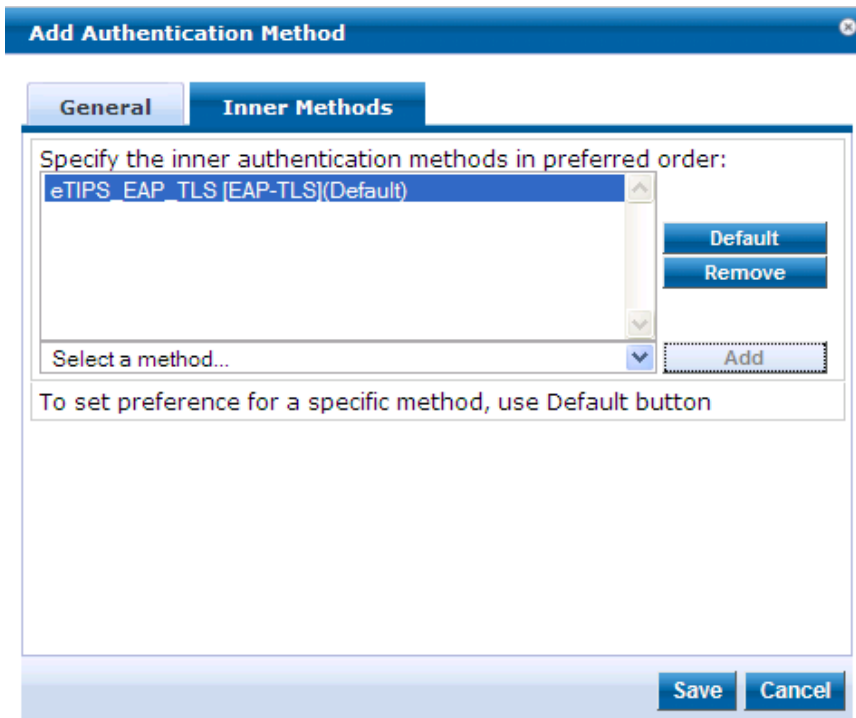 Add Authentication Method
General
Inner Methods
Specify the inner authentication methods in preferred order:
eTIPS_EAP_TLS [EAP-TLS](Default)
Default
Remove
Select a method...
Add
To set preference for a specific method, use Default button
Save
Cancel